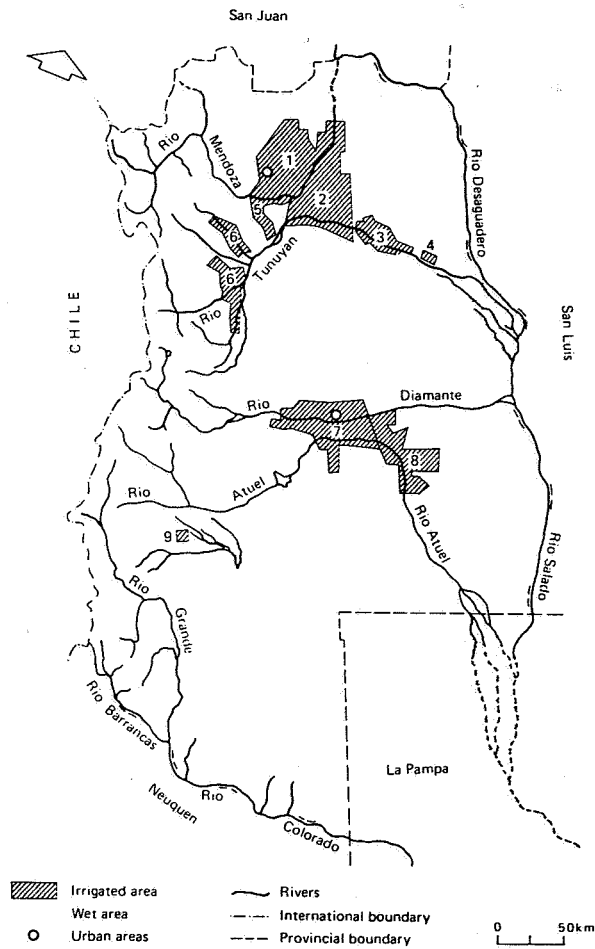 San Juan
Rio
Mendoza
1
2
5
6
3
4
Rio Desaguadero
Tunuyan
6
Rio
CHILE
San Luis
Rio
Diamante
7
8
Rio
Atuel
9
Rio Atuel
Rio Salado
Rio
Grande
Rio Barrancas
La Pampa
Neuquen
Rio
Colorado
Irrigated area
Wet area
Urban areas
Rivers
International boundary
Provincial boundary
0 50km